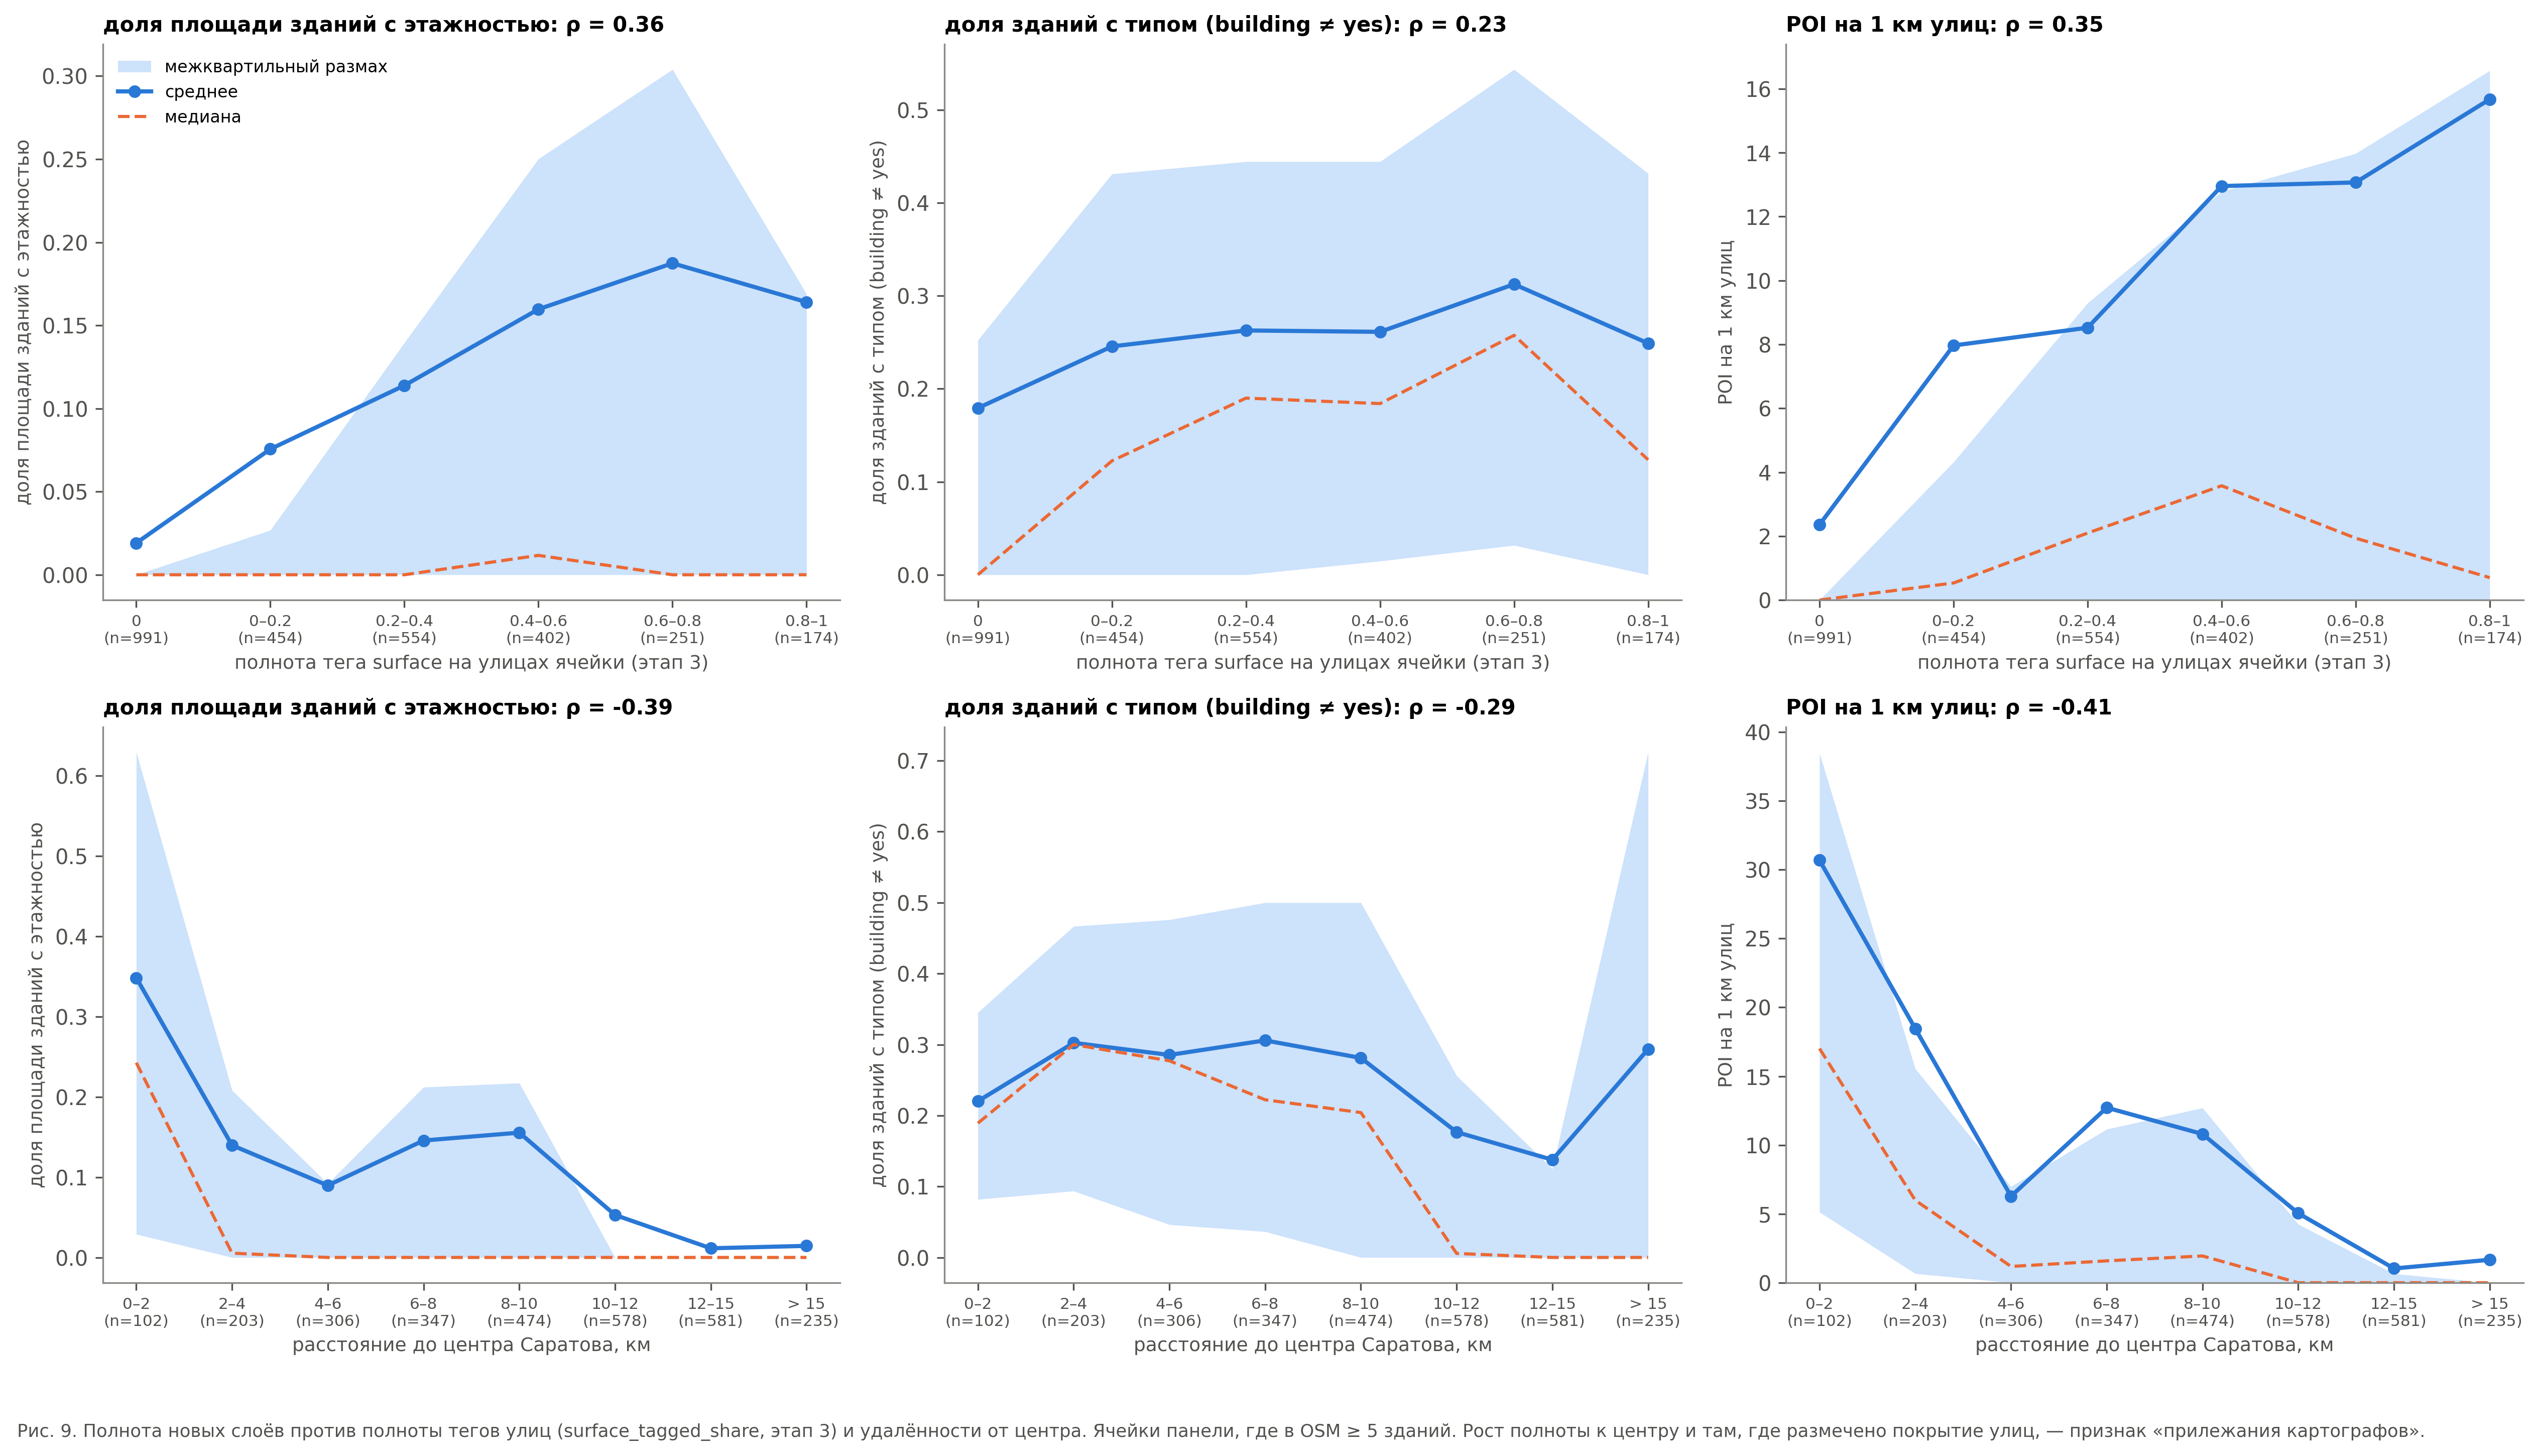 доля площади зданий с этажностью: ρ = 0.36
межквартильный размах
среднее
медиана
доля площади зданий с этажностью
0.30
0.25
0.20
0.15
0.10
0.05
0.00
0 0–0.2 0.2–0.4 0.4–0.6 0.6–0.8 0.8–1
(n=991) (n=454) (n=554) (n=402) (n=251) (n=174)
полнота тега surface на улицах ячейки (этап 3)
доля зданий с типом (building ≠ yes): ρ = 0.23
доля зданий с типом (building ≠ yes)
0.5
0.4
0.3
0.2
0.1
0.0
0 0–0.2 0.2–0.4 0.4–0.6 0.6–0.8 0.8–1
(n=991) (n=454) (n=554) (n=402) (n=251) (n=174)
полнота тега surface на улицах ячейки (этап 3)
POI на 1 км улиц: ρ = 0.35
POI на 1 км улиц
16
14
12
10
8
6
4
2
0
0 0–0.2 0.2–0.4 0.4–0.6 0.6–0.8 0.8–1
(n=991) (n=454) (n=554) (n=402) (n=251) (n=174)
полнота тега surface на улицах ячейки (этап 3)
доля площади зданий с этажностью: ρ = -0.39
доля площади зданий с этажностью
0.6
0.5
0.4
0.3
0.2
0.1
0.0
0–2 2–4 4–6 6–8 8–10 10–12 12–15 > 15
(n=102) (n=203) (n=306) (n=347) (n=474) (n=578) (n=581) (n=235)
расстояние до центра Саратова, км
доля зданий с типом (building ≠ yes): ρ = -0.29
доля зданий с типом (building ≠ yes)
0.7
0.6
0.5
0.4
0.3
0.2
0.1
0.0
0–2 2–4 4–6 6–8 8–10 10–12 12–15 > 15
(n=102) (n=203) (n=306) (n=347) (n=474) (n=578) (n=581) (n=235)
расстояние до центра Саратова, км
POI на 1 км улиц: ρ = -0.41
POI на 1 км улиц
40
35
30
25
20
15
10
5
0
0–2 2–4 4–6 6–8 8–10 10–12 12–15 > 15
(n=102) (n=203) (n=306) (n=347) (n=474) (n=578) (n=581) (n=235)
расстояние до центра Саратова, км
Рис. 9. Полнота новых слоёв против полноты тегов улиц (surface_tagged_share, этап 3) и удалённости от центра. Ячейки панели, где в OSM ≥ 5 зданий. Рост полноты к центру и там, где размечено покрытие улиц, — признак «прилежания картографов».